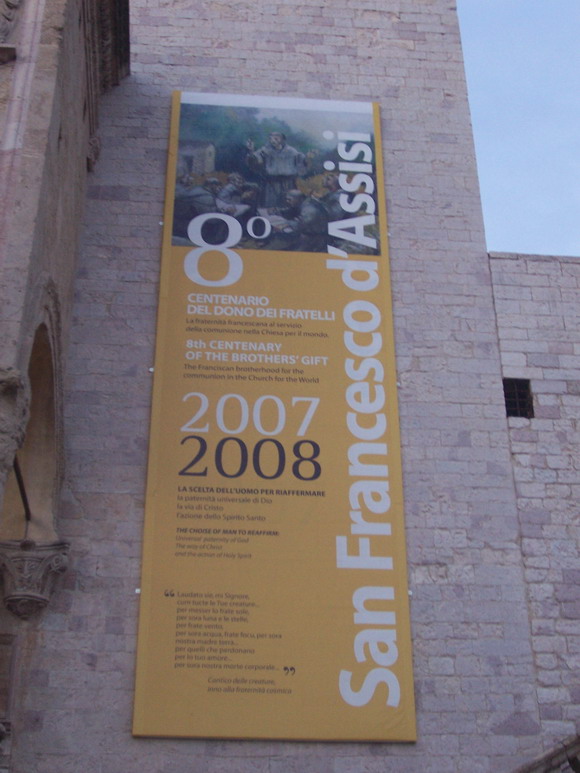 8º
CENTENARIO
DEL DONO DEI FRATELLI
La fraternità francescana al servizio
della comunione nella Chiesa per il mondo.
8th CENTENARY
OF THE BROTHERS' GIFT
The Franciscan brotherhood for the
communion in the Church for the World
2007
2008
LA SCELTA DELL'UOMO PER RIAFFERMARE
la paternità universale di Dio
la via di Cristo
l'azione dello Spirito Santo
THE CHOISE OF MAN TO REAFFIRM:
Universal paternity of God
The way of Christ
and the action of Holy Spirit
“ Laudato sie, mi Signore,
cum tucte le Tue creature...
per messor lo frate sole,
per sora luna e le stelle,
per frate vento,
per sora acqua, frate focu, per sora
nostra madre terra...
per quelli che perdonano
per lo tuo amore...
per sora nostra morte corporale... ”
Cantico delle creature,
inno alla fraternità cosmica
San Francesco d'Assisi